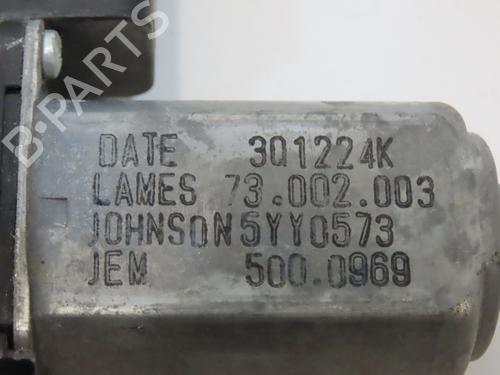 DATE 3Q1224K
LAMES 73.002.003
JOHNSON 5YY0573
JEM 500.0969
B-PARTS